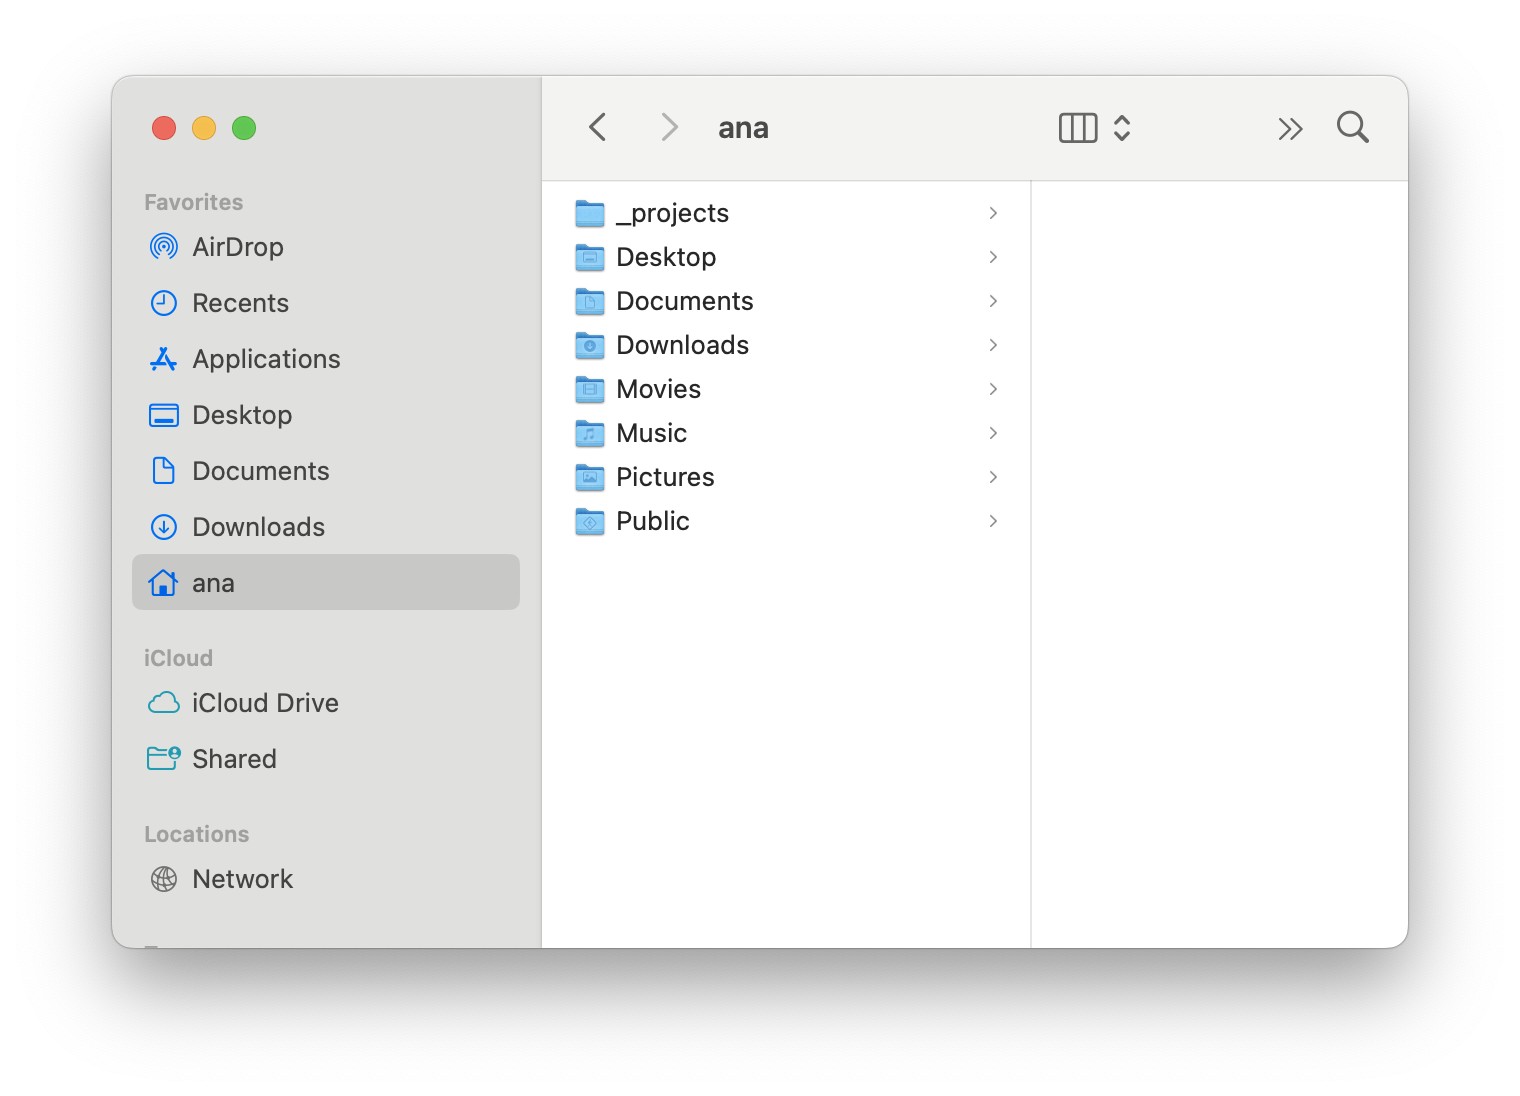 Favorites
AirDrop
Recents
Applications
Desktop
Documents
Downloads
ana
iCloud
iCloud Drive
Shared
Locations
Network
ana
_projects
Desktop
Documents
Downloads
Movies
Music
Pictures
Public